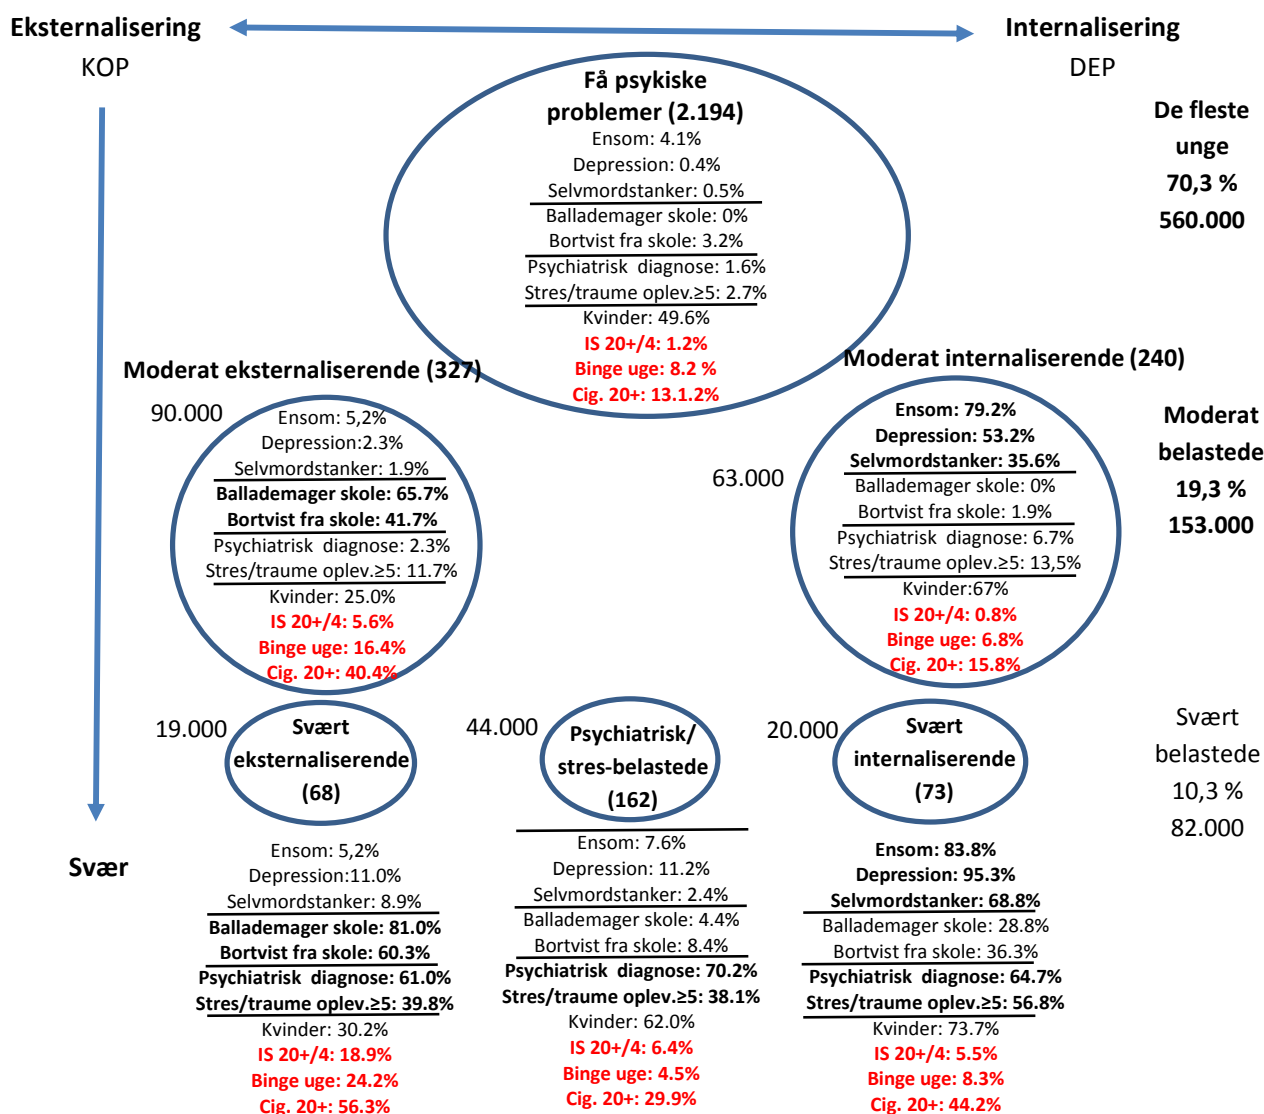 Eksternalisering
Internalisering
KOP
DEP
Få psykiske
problemer (2.194)
Ensom: 4.1%
Depression: 0.4%
Selvmordstanker: 0.5%
Ballademager skole: 0%
Bortvist fra skole: 3.2%
Psychiatrisk  diagnose: 1.6%
Stres/traume oplev.≥5: 2.7%
Kvinder: 49.6%
IS 20+/4: 1.2%
Binge uge: 8.2 %
Cig. 20+: 13.1.2%
De fleste
unge
70,3 %
560.000
Moderat eksternaliserende (327)
90.000
Ensom: 5,2%
Depression:2.3%
Selvmordstanker: 1.9%
Ballademager skole: 65.7%
Bortvist fra skole: 41.7%
Psychiatrisk  diagnose: 2.3%
Stres/traume oplev.≥5: 11.7%
Kvinder: 25.0%
IS 20+/4: 5.6%
Binge uge: 16.4%
Cig. 20+: 40.4%
Moderat internaliserende (240)
63.000
Ensom: 79.2%
Depression: 53.2%
Selvmordstanker: 35.6%
Ballademager skole: 0%
Bortvist fra skole: 1.9%
Psychiatrisk  diagnose: 6.7%
Stres/traume oplev.≥5: 13,5%
Kvinder:67%
IS 20+/4: 0.8%
Binge uge: 6.8%
Cig. 20+: 15.8%
Moderat
belastede
19,3 %
153.000
19.000
Svært
eksternaliserende
(68)
44.000
Psychiatrisk/
stres-belastede
(162)
20.000
Svært
internaliserende
(73)
Svært
belastede
10,3 %
82.000
Svær
Ensom: 5,2%
Depression:11.0%
Selvmordstanker: 8.9%
Ballademager skole: 81.0%
Bortvist fra skole: 60.3%
Psychiatrisk  diagnose: 61.0%
Stres/traume oplev.≥5: 39.8%
Kvinder: 30.2%
IS 20+/4: 18.9%
Binge uge: 24.2%
Cig. 20+: 56.3%
Ensom: 7.6%
Depression: 11.2%
Selvmordstanker: 2.4%
Ballademager skole: 4.4%
Bortvist fra skole: 8.4%
Psychiatrisk  diagnose: 70.2%
Stres/traume oplev.≥5: 38.1%
Kvinder: 62.0%
IS 20+/4: 6.4%
Binge uge: 4.5%
Cig. 20+: 29.9%
Ensom: 83.8%
Depression: 95.3%
Selvmordstanker: 68.8%
Ballademager skole: 28.8%
Bortvist fra skole: 36.3%
Psychiatrisk  diagnose: 64.7%
Stres/traume oplev.≥5: 56.8%
Kvinder: 73.7%
IS 20+/4: 5.5%
Binge uge: 8.3%
Cig. 20+: 44.2%